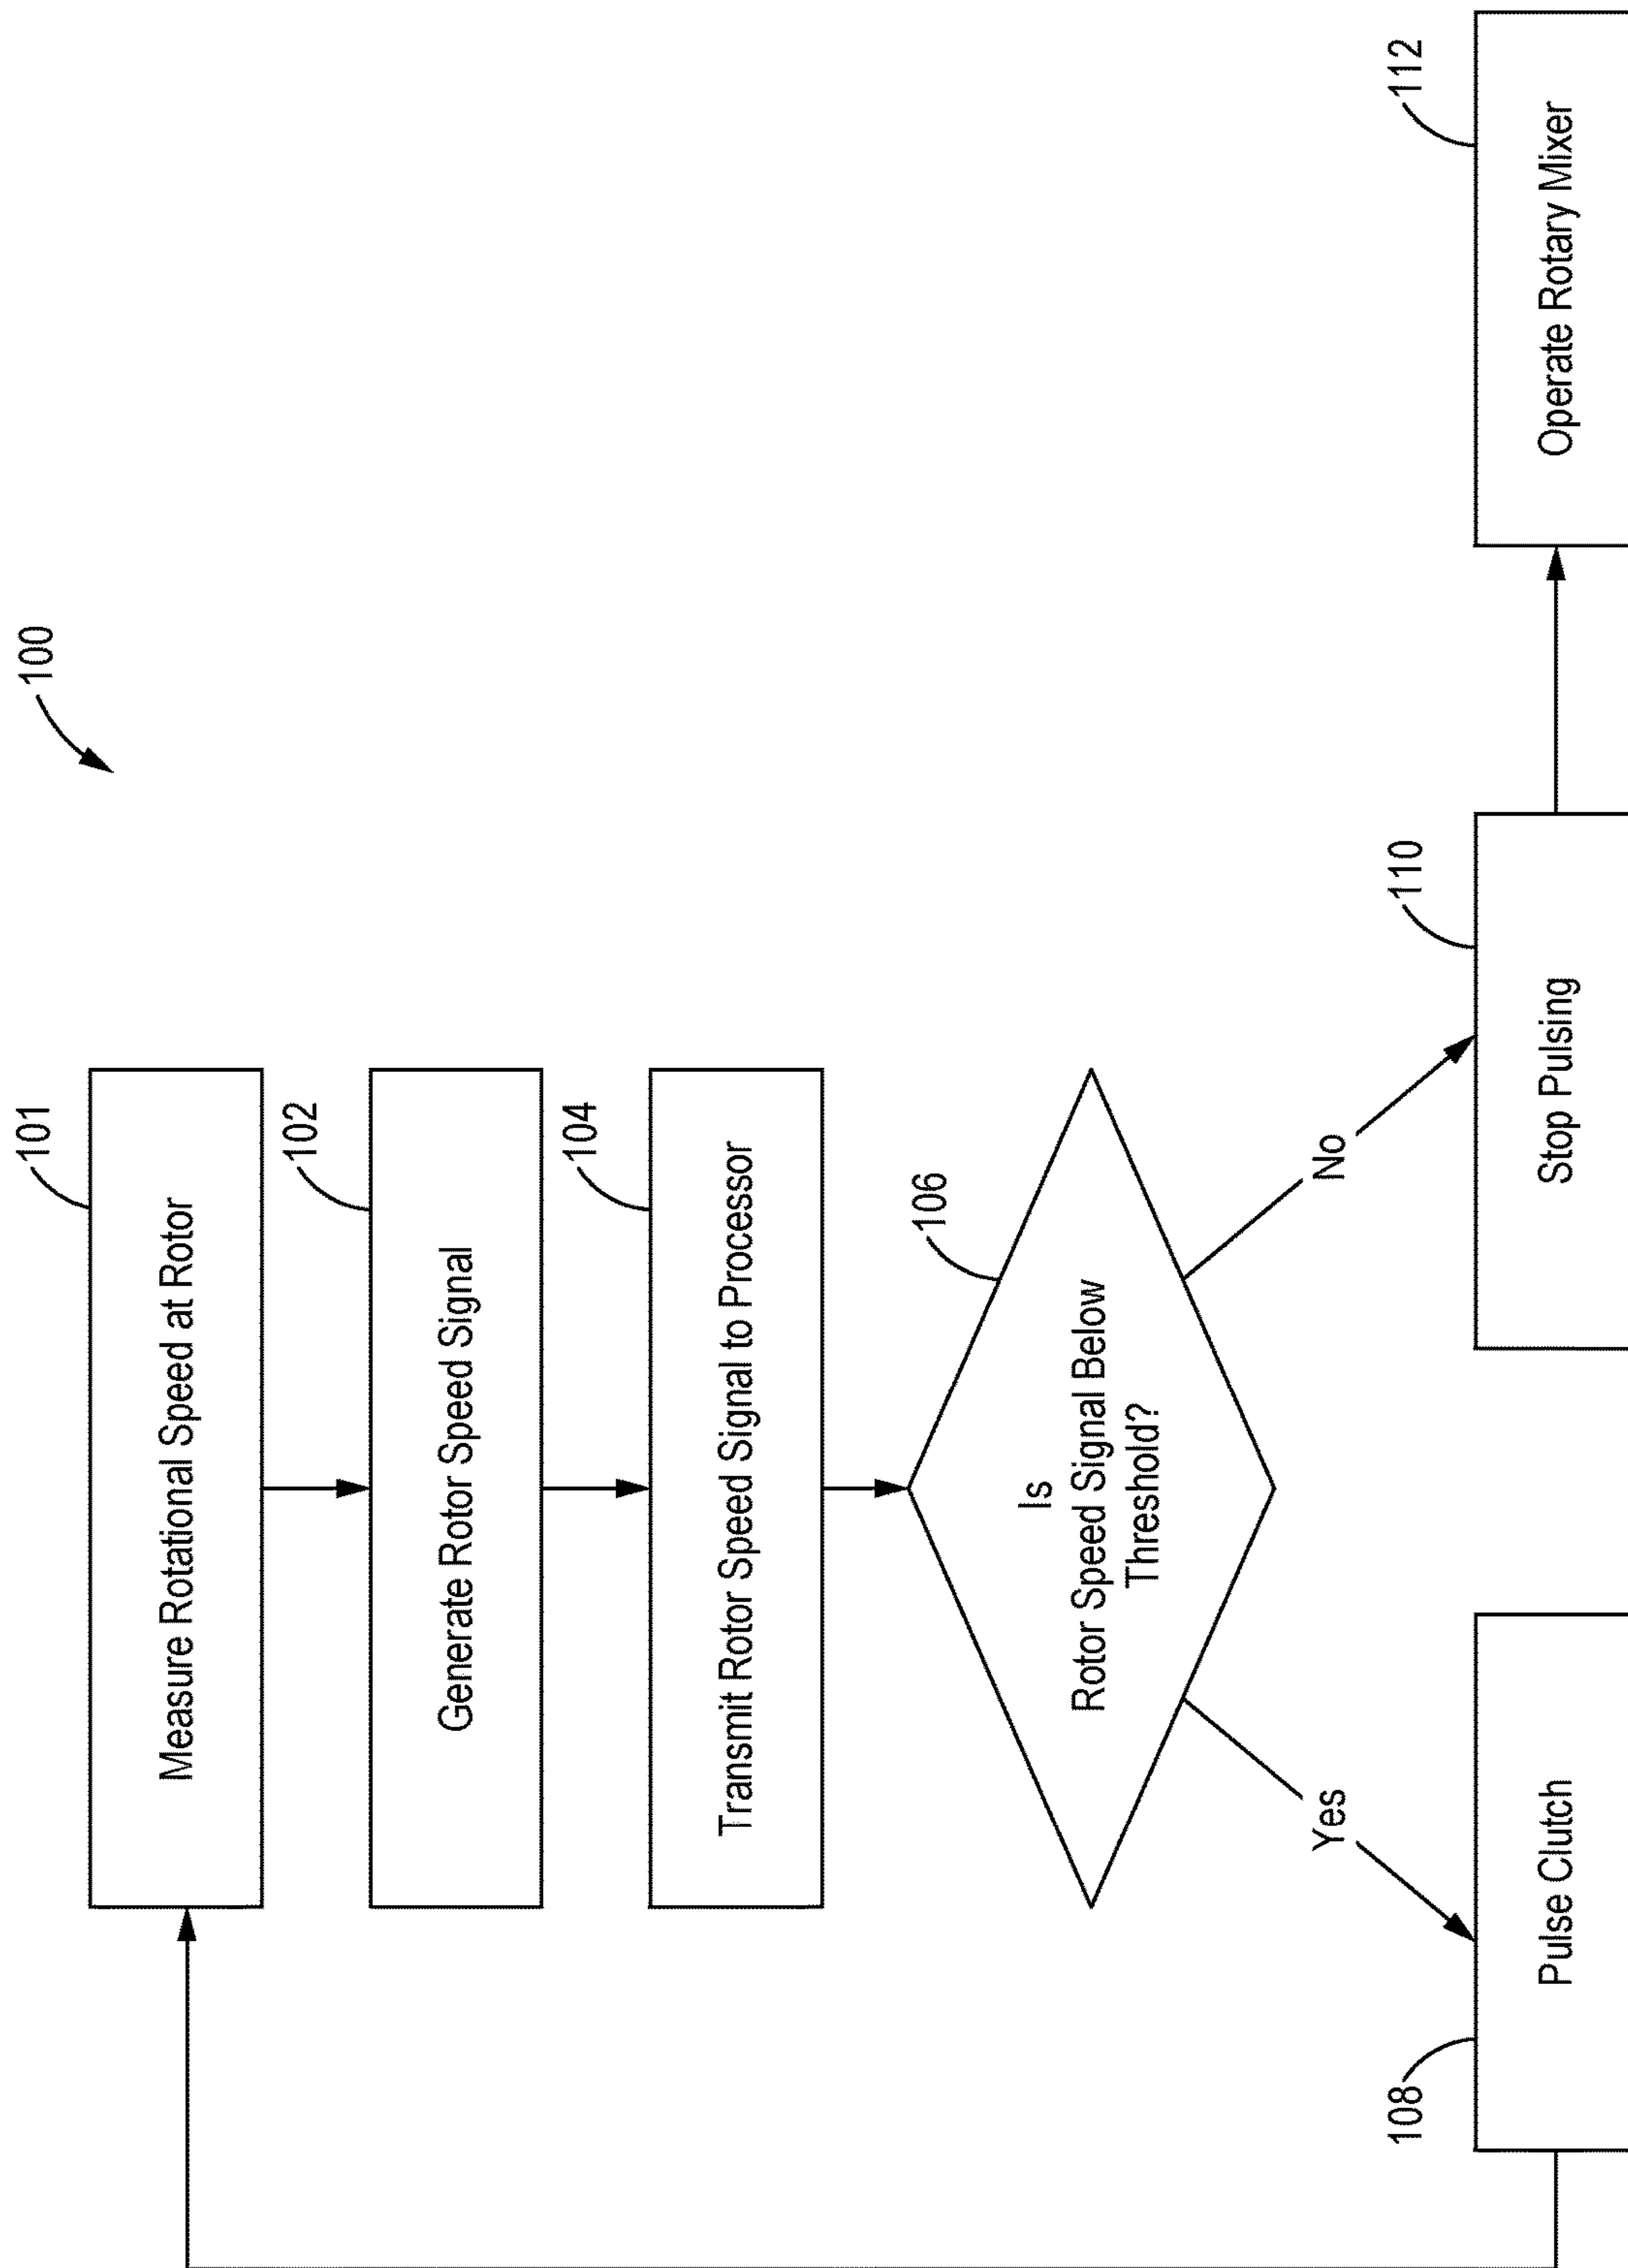 100
101
Measure Rotational Speed at Rotor
102
Generate Rotor Speed Signal
104
Transmit Rotor Speed Signal to Processor
106
Is
Rotor Speed Signal Below
Threshold?
Yes
No
108
Pulse Clutch
110
Stop Pulsing
112
Operate Rotary Mixer